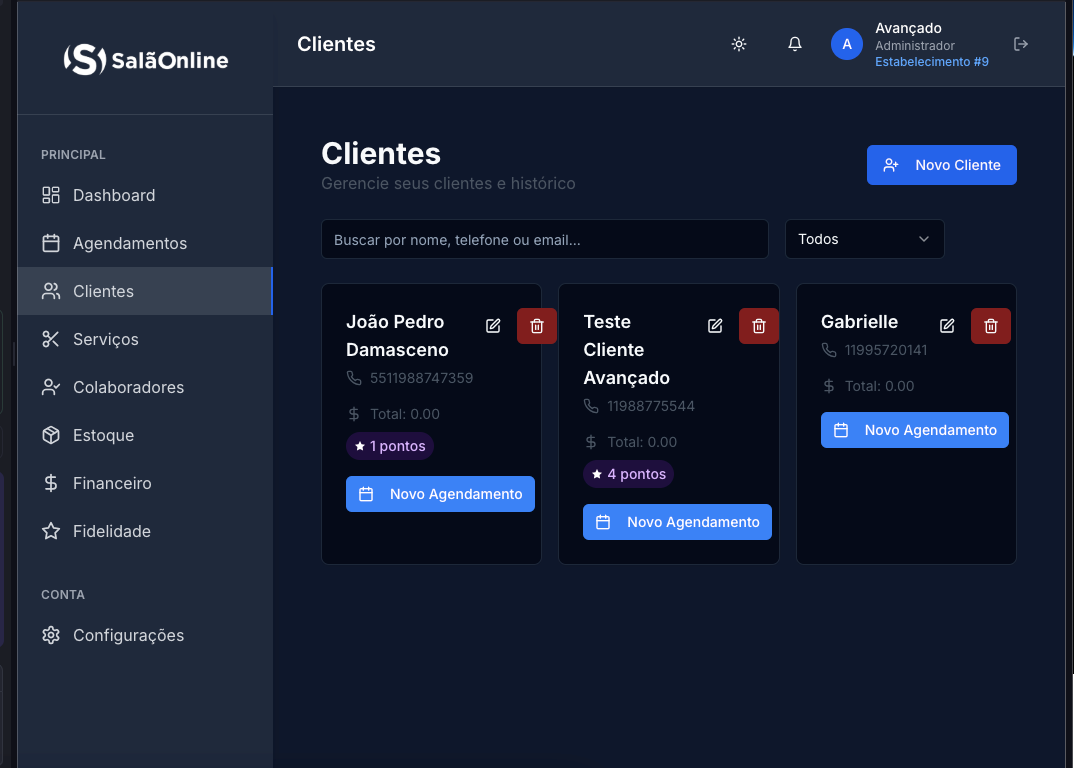 SalãOnline
Clientes
A
Avançado
Administrador
Estabelecimento #9
PRINCIPAL
Dashboard
Agendamentos
Clientes
Serviços
Colaboradores
Estoque
Financeiro
Fidelidade
CONTA
Configurações
Clientes
Gerencie seus clientes e histórico
Novo Cliente
Buscar por nome, telefone ou email...
Todos
João Pedro
Damasceno
5511988747359
Total: 0.00
1 pontos
Novo Agendamento
Teste
Cliente
Avançado
11988775544
Total: 0.00
4 pontos
Novo Agendamento
Gabrielle
11995720141
Total: 0.00
Novo Agendamento